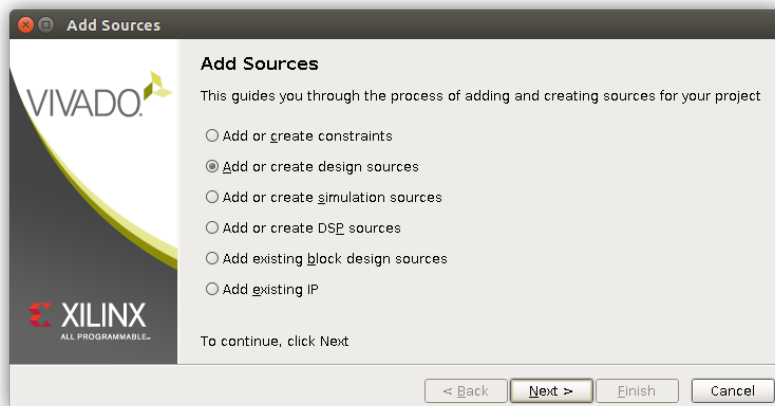 Add Sources
VIVADO
Add Sources
This guides you through the process of adding and creating sources for your project
Add or create constraints
Add or create design sources
Add or create simulation sources
Add or create DSP sources
Add existing block design sources
Add existing IP
XILINX
ALL PROGRAMMABLE™
To continue, click Next
< Back
Next >
Finish
Cancel